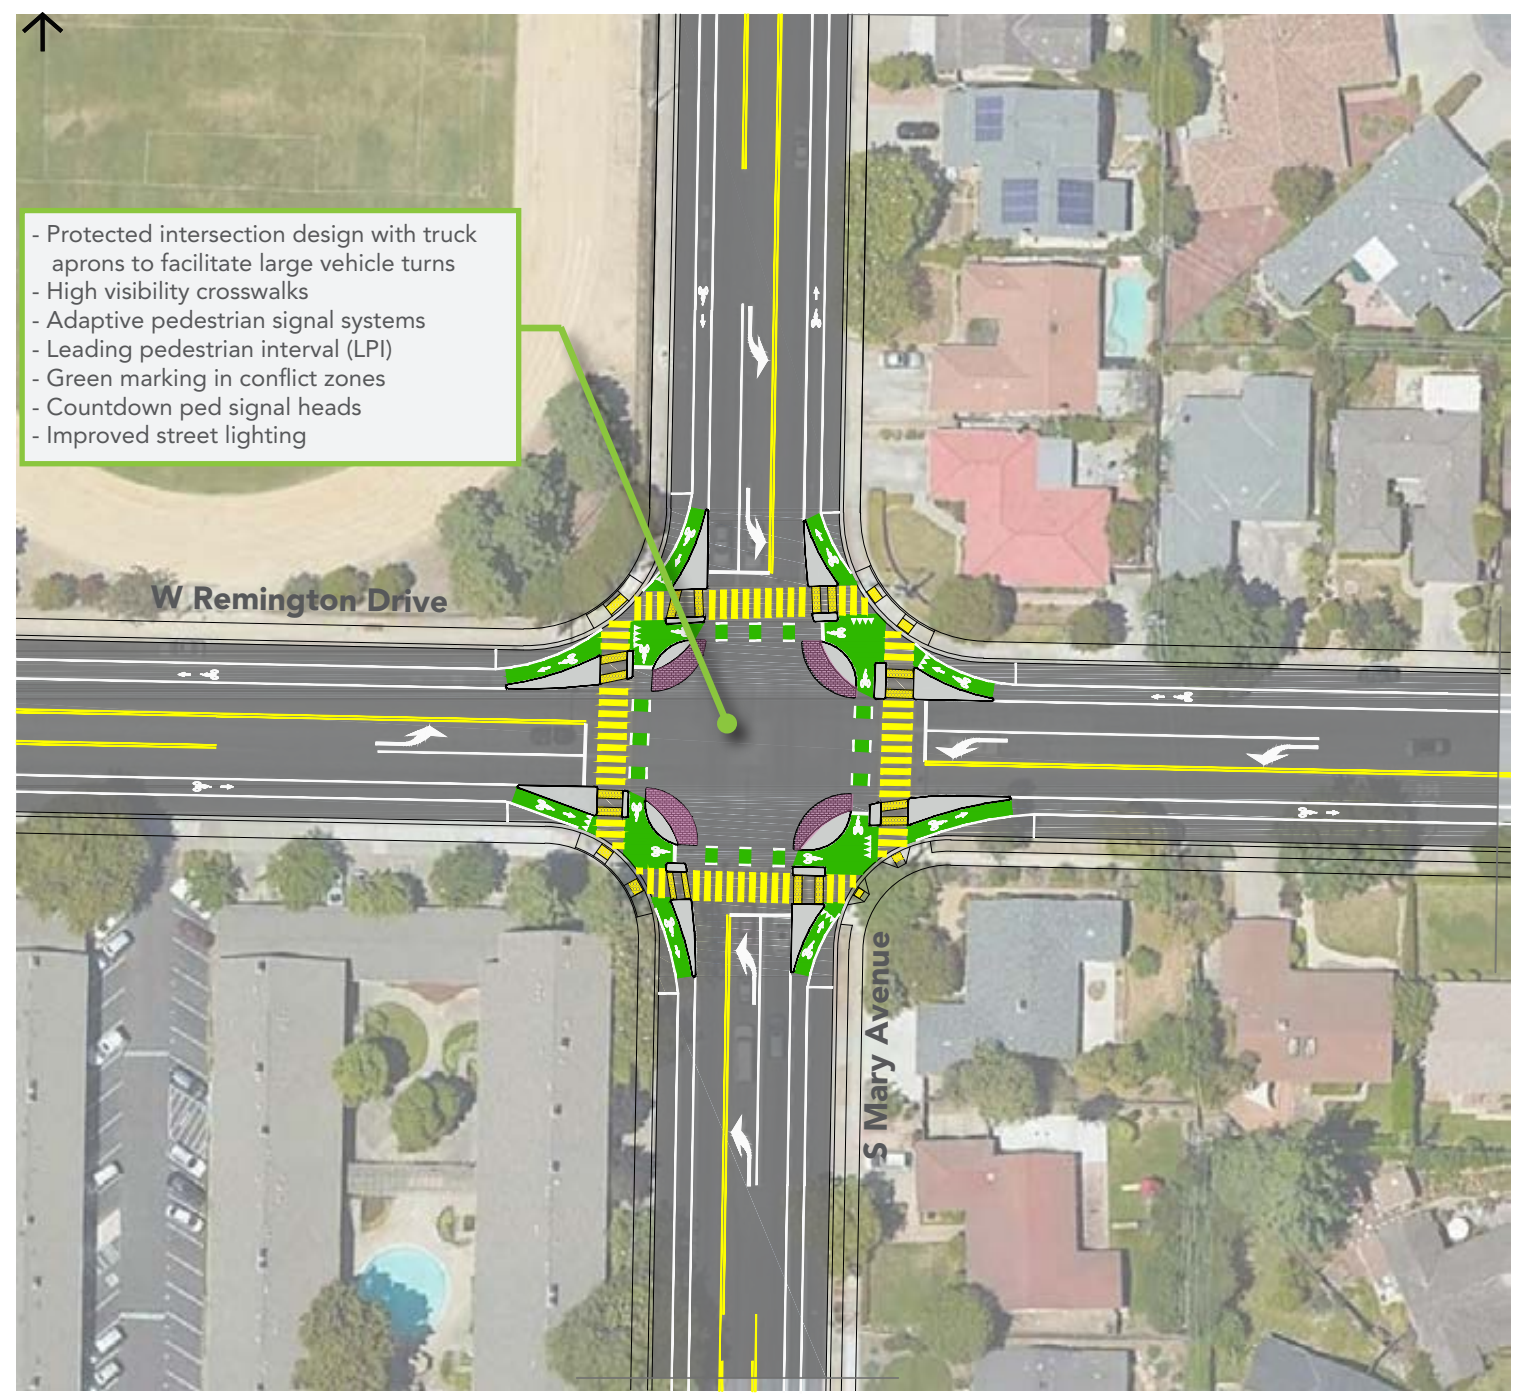 - Protected intersection design with truck
aprons to facilitate large vehicle turns
- High visibility crosswalks
- Adaptive pedestrian signal systems
- Leading pedestrian interval (LPI)
- Green marking in conflict zones
- Countdown ped signal heads
- Improved street lighting
W Remington Drive
S Mary Avenue